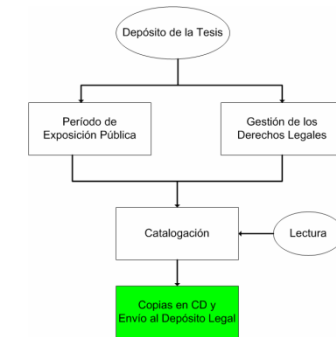 Depósito de la Tesis
Período de
Exposición Pública
Gestión de los
Derechos Legales
Catalogación
Lectura
Copias en CD y
Envío al Depósito Legal